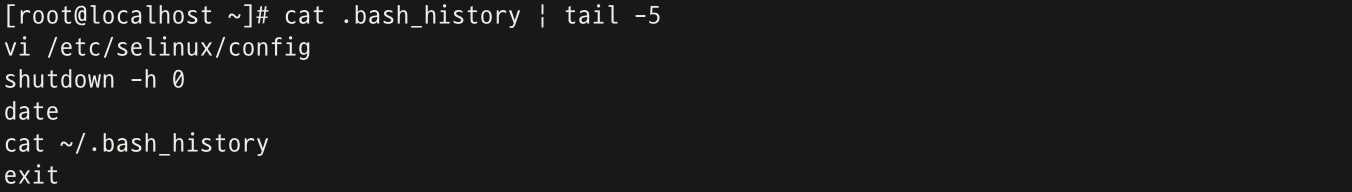 [root@localhost ~]# cat .bash_history | tail -5
vi /etc/selinux/config
shutdown -h 0
date
cat ~/.bash_history
exit